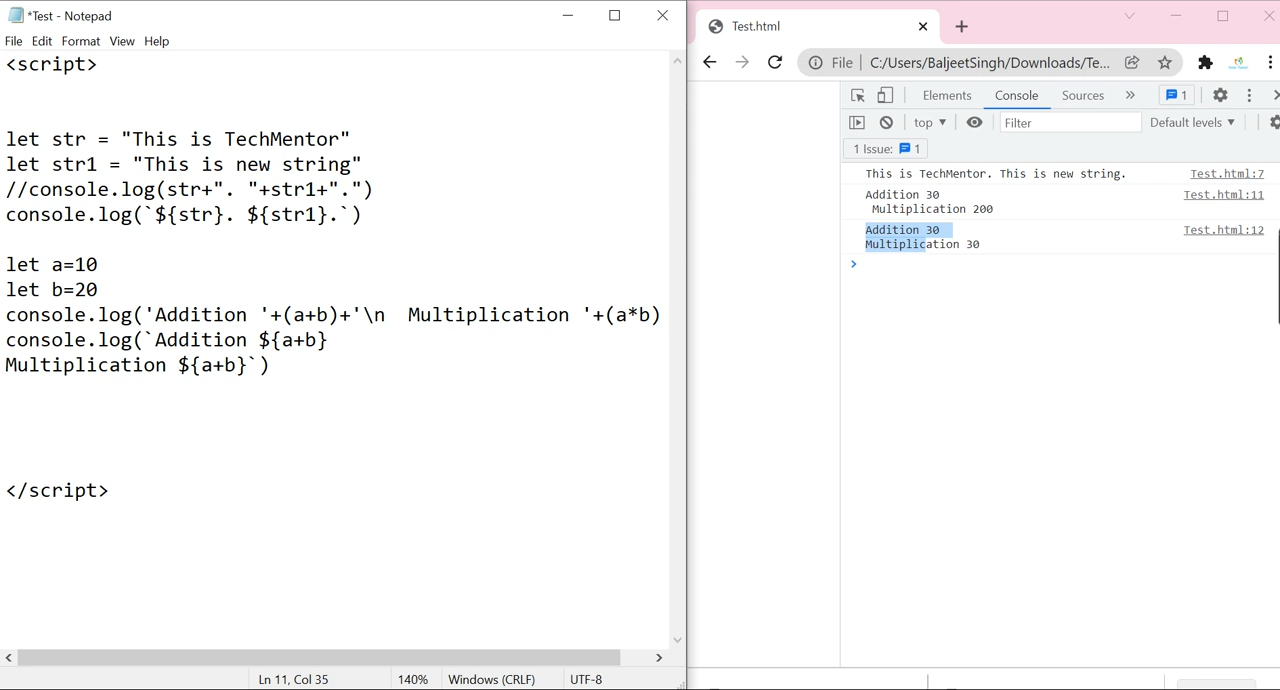 *Test - Notepad
File Edit Format View Help
<script>
let str = "This is TechMentor"
let str1 = "This is new string"
//console.log(str+". "+str1+".")
console.log(`${str}. ${str1}.`)
let a=10
let b=20
console.log('Addition '+(a+b)+'\n  Multiplication '+(a*b)
console.log(`Addition ${a+b}
Multiplication ${a+b}`)
</script>
Ln 11, Col 35 140% Windows (CRLF) UTF-8
Test.html
File C:/Users/BaljeetSingh/Downloads/Te...
Elements Console Sources 1
top Filter Default levels
1 Issue: 1
This is TechMentor. This is new string. Test.html:7
Addition 30 Test.html:11
Multiplication 200
Addition 30 Test.html:12
Multiplication 30